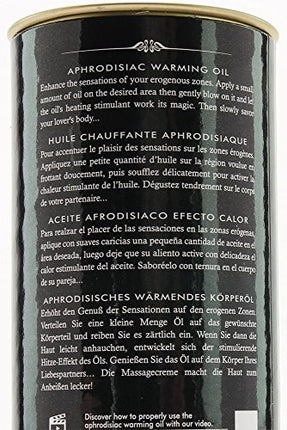 APHRODISIAC WARMING OIL
Enhance the sensations of your erogenous zones. Apply a small
amount of oil on the desired area then gently blow on it and let
the oil's heating stimulant work its magic. Then slowly savor
your lover's body...
HUILE CHAUFFANTE APHRODISIAQUE
Pour accentuer le plaisir des sensations sur les zones érogènes.
Appliquez une petite quantité d'huile sur la région voulue en
frottant doucement, puis soufflez délicatement pour activer la
chaleur stimulante de l'huile. Dégustez tendrement sur le corps
de votre partenaire...
ACEITE AFRODISIACO EFECTO CALOR
Para realzar el placer de las sensaciones en las zonas erógenas,
aplique con suaves caricias una pequeña cantidad de aceite en el
área deseada, luego deje que su aliento active con delicadeza el
calor estimulante del aceite. Saboréelo con ternura en el cuerpo
de su pareja...
APHRODISISCHES WÄRMENDES KÖRPERÖL
Erhöht den Genuß der Sensationen auf den erogenen Zonen.
Verteilen Sie eine kleine Menge Öl auf das gewünschte
Körperteil und reiben Sie es zärtlich ein. Wenn Sie dann die
Haut leicht anhauchen, entwickelt sich der stimulierende
Hitze-Effekt des Öls. Genießen Sie das Öl auf dem Körper Ihres
Liebespartners... Die Massagecreme macht die Haut zum
Anbeißen lecker!
Discover how to properly use the
aphrodisiac warming oil with our video.